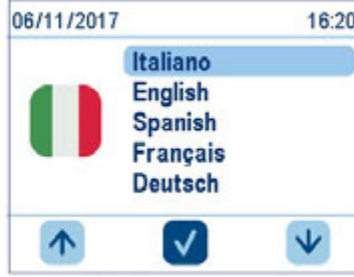 06/11/2017 16:20
Italiano
English
Spanish
Français
Deutsch